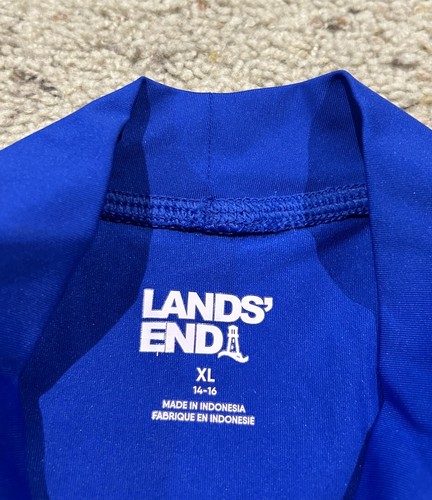 LANDS'
END
XL
14-16
MADE IN INDONESIA
FABRIQUE EN INDONESIE